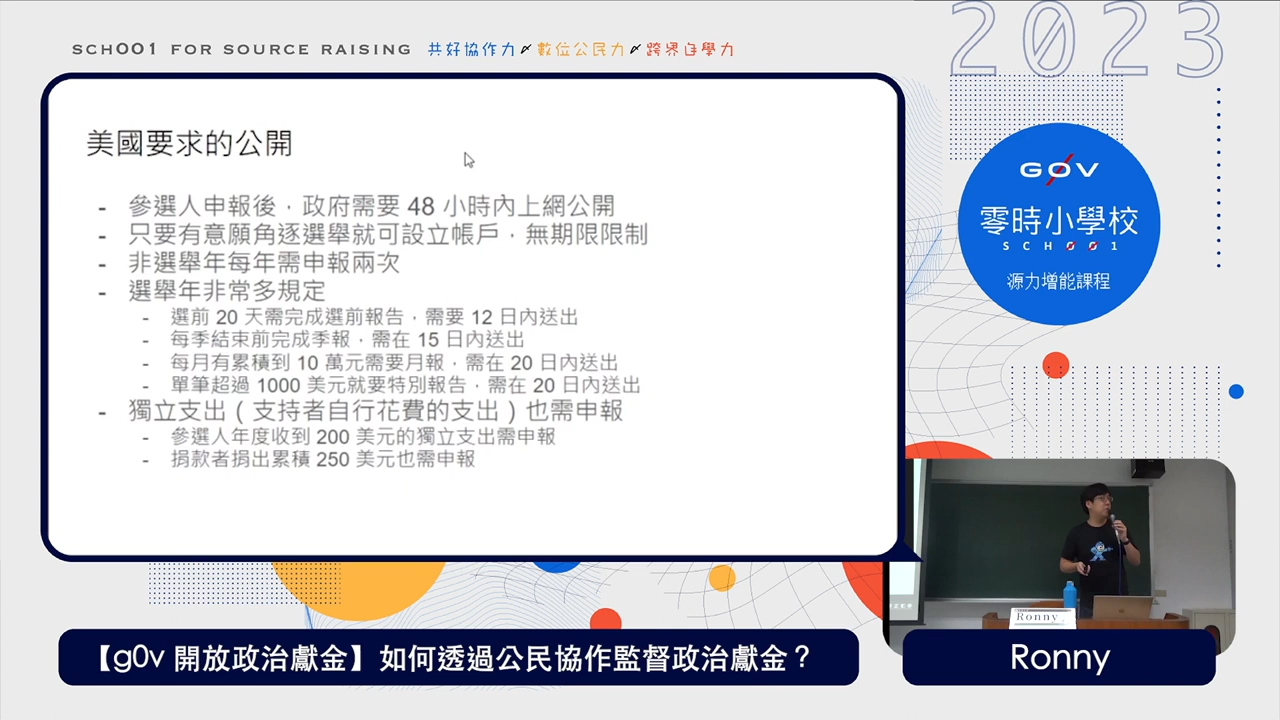 SCH001 FOR SOURCE RAISING 共好協作力 數位公民力 跨界自學力
2023
美國要求的公開
- 參選人申報後，政府需要 48 小時內上網公開
- 只要有意願角逐選舉就可設立帳戶，無期限限制
- 非選舉年每年需申報兩次
- 選舉年非常多規定
- 選前 20 天需完成選前報告，需要 12 日內送出
- 每季結束前完成季報，需在 15 日內送出
- 每月有累積到 10 萬元需要月報，需在 20 日內送出
- 單筆超過 1000 美元就要特別報告，需在 20 日內送出
- 獨立支出（支持者自行花費的支出）也需申報
- 參選人年度收到 200 美元的獨立支出需申報
- 捐款者捐出累積 250 美元也需申報
G0V
零時小學校
SCH001
源力增能課程
Ronny
【g0v 開放政治獻金】如何透過公民協作監督政治獻金？
Ronny